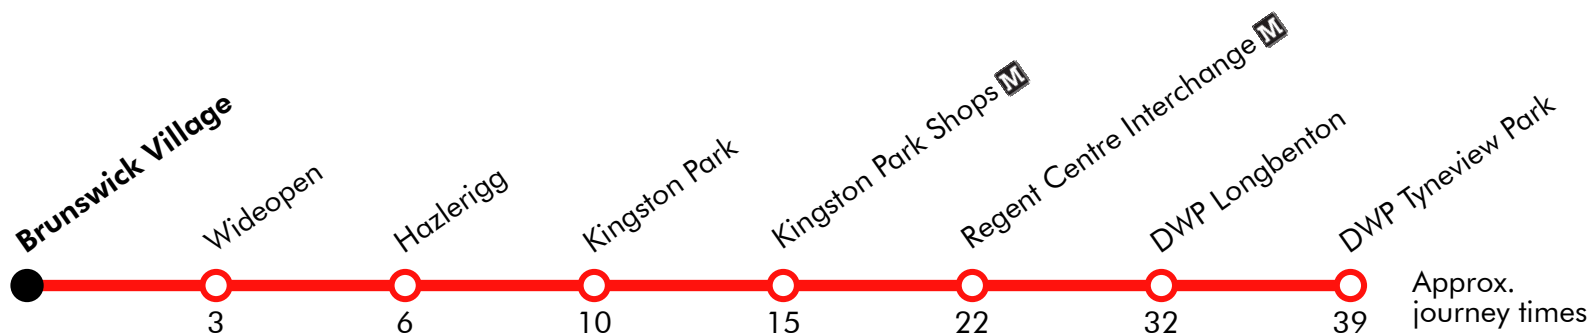 Brunswick Village
Wideopen
Hazlerigg
Kingston Park
Kingston Park Shops M
Regent Centre Interchange M
DWP Longbenton
DWP Tyneview Park
3
6
10
15
22
32
39
Approx.
journey times